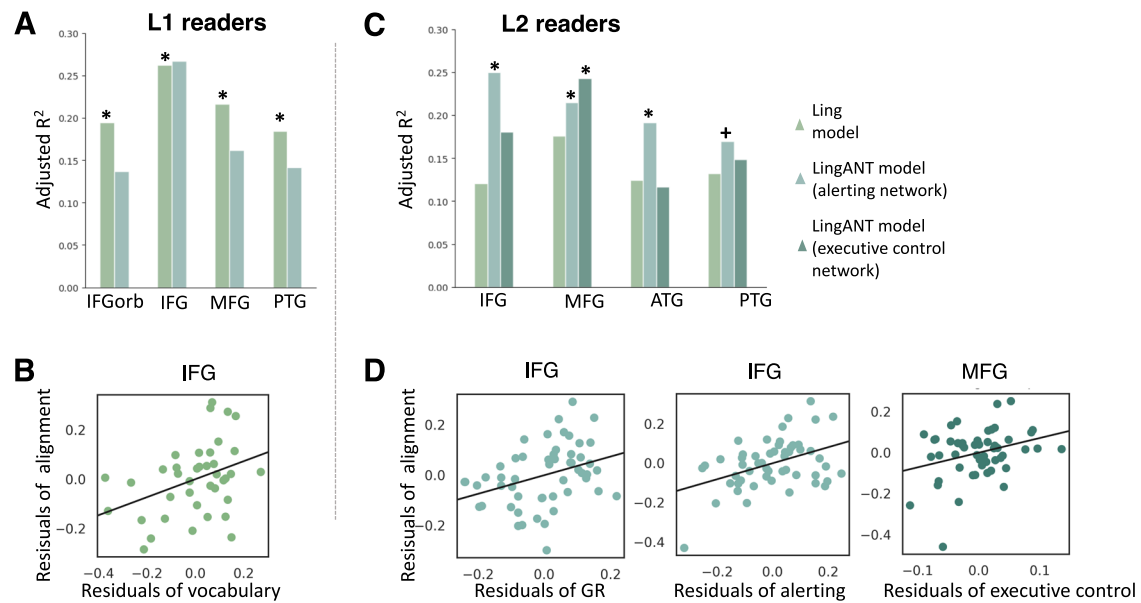 A
L1 readers
Adjusted R2
0.30
0.25
0.20
0.15
0.10
0.05
0.00
*
*
*
*
IFGorb
IFG
MFG
PTG
C
L2 readers
Adjusted R2
0.30
0.25
0.20
0.15
0.10
0.05
0.00
*
*
*
*
+
IFG
MFG
ATG
PTG
Ling
model
LingANT model
(alerting network)
LingANT model
(executive control
network)
B
IFG
Resisuals of alignment
0.2
0.0
−0.2
−0.4
−0.2
0.0
0.2
Residuals of vocabulary
D
IFG
Resisuals of alignment
0.2
0.0
−0.2
−0.2
0.0
0.2
Residuals of GR
IFG
0.2
0.0
−0.2
−0.4
−0.2
0.0
0.2
Residuals of alerting
MFG
0.2
0.0
−0.2
−0.4
−0.1
0.0
0.1
Residuals of executive control